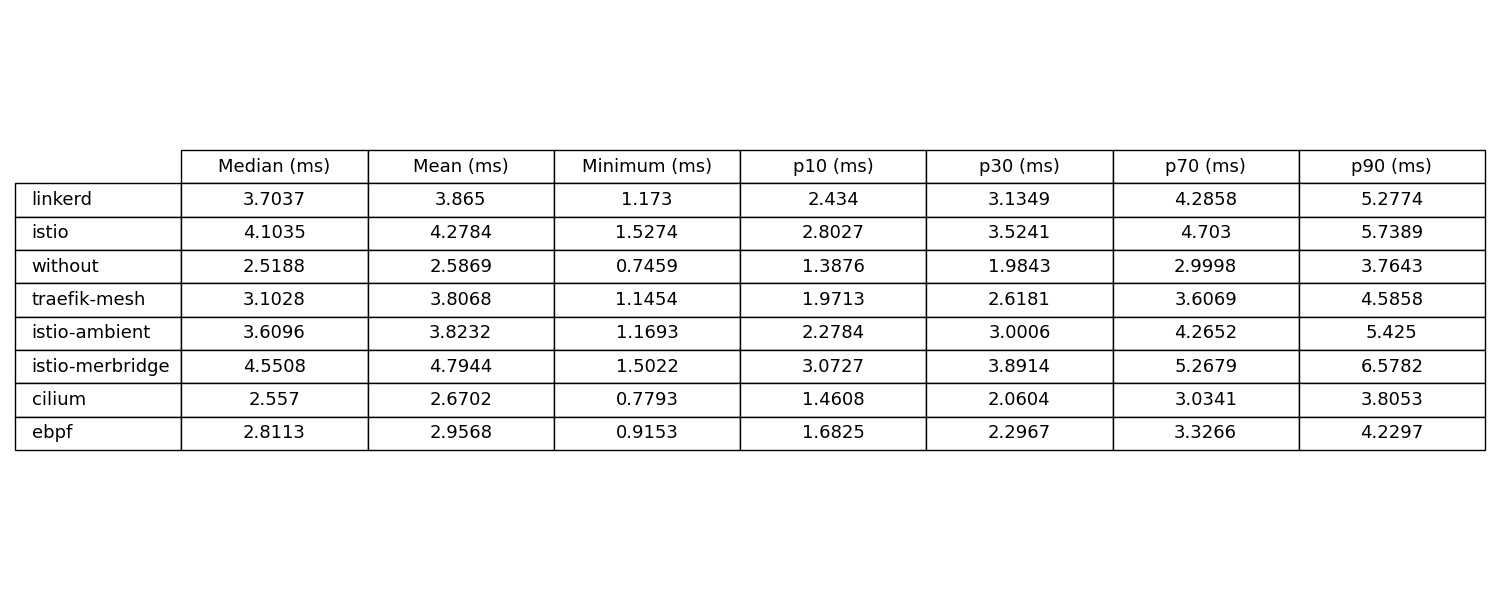 Median (ms) Mean (ms) Minimum (ms) p10 (ms) p30 (ms) p70 (ms) p90 (ms)
linkerd 3.7037 3.865 1.173 2.434 3.1349 4.2858 5.2774
istio 4.1035 4.2784 1.5274 2.8027 3.5241 4.703 5.7389
without 2.5188 2.5869 0.7459 1.3876 1.9843 2.9998 3.7643
traefik-mesh 3.1028 3.8068 1.1454 1.9713 2.6181 3.6069 4.5858
istio-ambient 3.6096 3.8232 1.1693 2.2784 3.0006 4.2652 5.425
istio-merbridge 4.5508 4.7944 1.5022 3.0727 3.8914 5.2679 6.5782
cilium 2.557 2.6702 0.7793 1.4608 2.0604 3.0341 3.8053
ebpf 2.8113 2.9568 0.9153 1.6825 2.2967 3.3266 4.2297